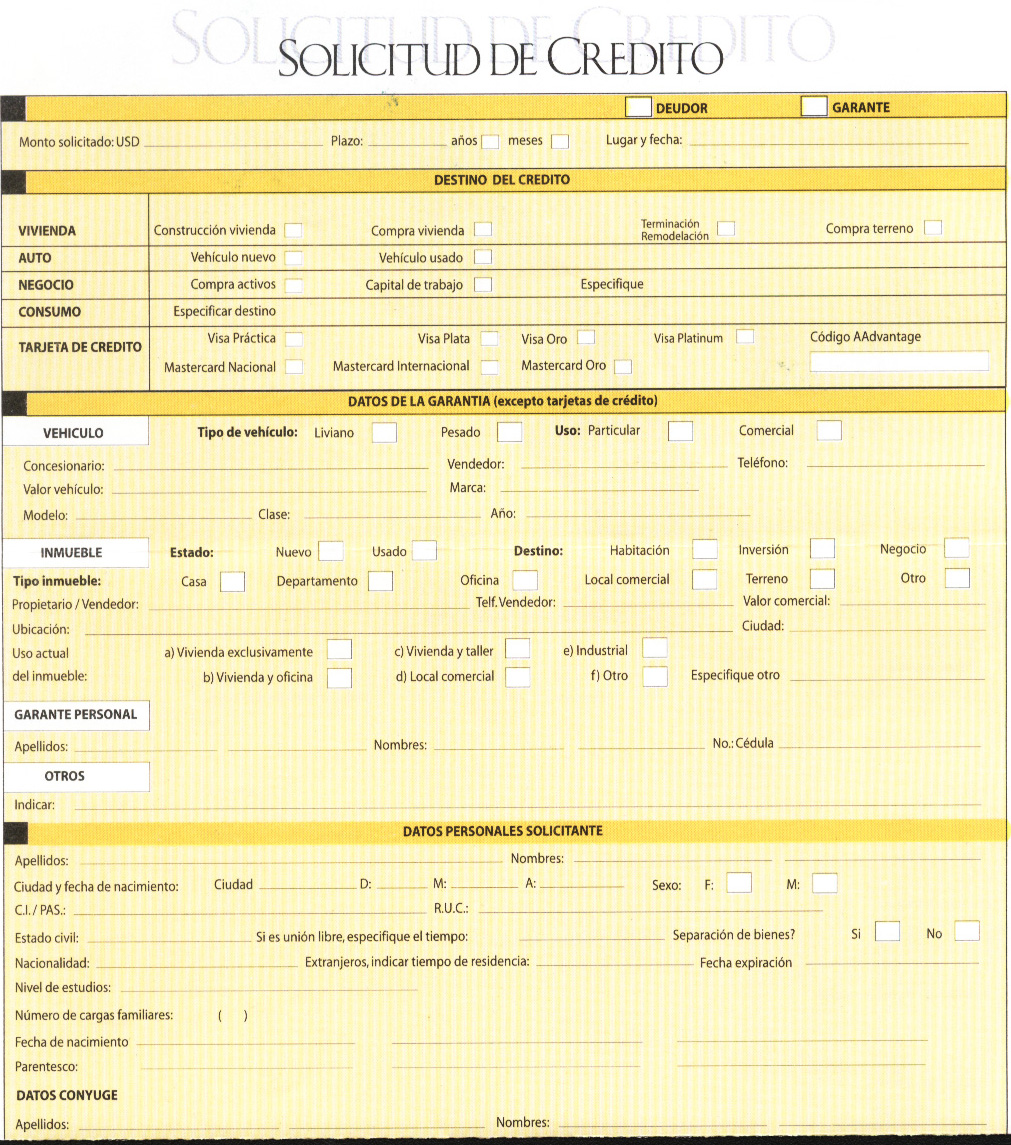 SOLICITUD DE CREDITO
DEUDOR GARANTE
Monto solicitado: USD Plazo: años meses Lugar y fecha:
DESTINO DEL CREDITO
VIVIENDA Construcción vivienda Compra vivienda Terminación Remodelación Compra terreno
AUTO Vehículo nuevo Vehículo usado
NEGOCIO Compra activos Capital de trabajo Especifique
CONSUMO Especificar destino
TARJETA DE CREDITO Visa Práctica Visa Plata Visa Oro Visa Platinum Código AAdvantage
Mastercard Nacional Mastercard Internacional Mastercard Oro
DATOS DE LA GARANTIA (excepto tarjetas de crédito)
VEHICULO Tipo de vehículo: Liviano Pesado Uso: Particular Comercial
Concesionario: Vendedor: Teléfono:
Valor vehículo: Marca:
Modelo: Clase: Año:
INMUEBLE Estado: Nuevo Usado Destino: Habitación Inversión Negocio
Tipo inmueble: Casa Departamento Oficina Local comercial Terreno Otro
Propietario / Vendedor: Telf. Vendedor: Valor comercial:
Ubicación: Ciudad:
Uso actual a) Vivienda exclusivamente c) Vivienda y taller e) Industrial
del inmueble: b) Vivienda y oficina d) Local comercial f) Otro Especifique otro
GARANTE PERSONAL
Apellidos: Nombres: No.: Cédula
OTROS
Indicar:
DATOS PERSONALES SOLICITANTE
Apellidos: Nombres:
Ciudad y fecha de nacimiento: Ciudad D: M: A: Sexo: F: M:
C.I. / PAS.: R.U.C.:
Estado civil: Si es unión libre, especifique el tiempo: Separación de bienes? Si No
Nacionalidad: Extranjeros, indicar tiempo de residencia: Fecha expiración
Nivel de estudios:
Número de cargas familiares: ( )
Fecha de nacimiento
Parentesco:
DATOS CONYUGE
Apellidos: Nombres: